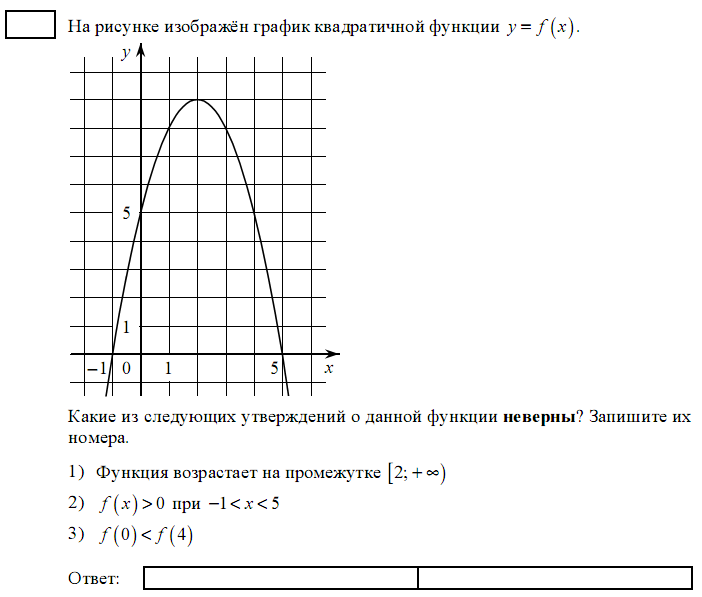 На рисунке изображён график квадратичной функции y = f(x).
y
5
1
−1 0 1 5 x
Какие из следующих утверждений о данной функции неверны? Запишите их
номера.
1) Функция возрастает на промежутке [2; +∞)
2) f(x) > 0 при −1 < x < 5
3) f(0) < f(4)
Ответ: